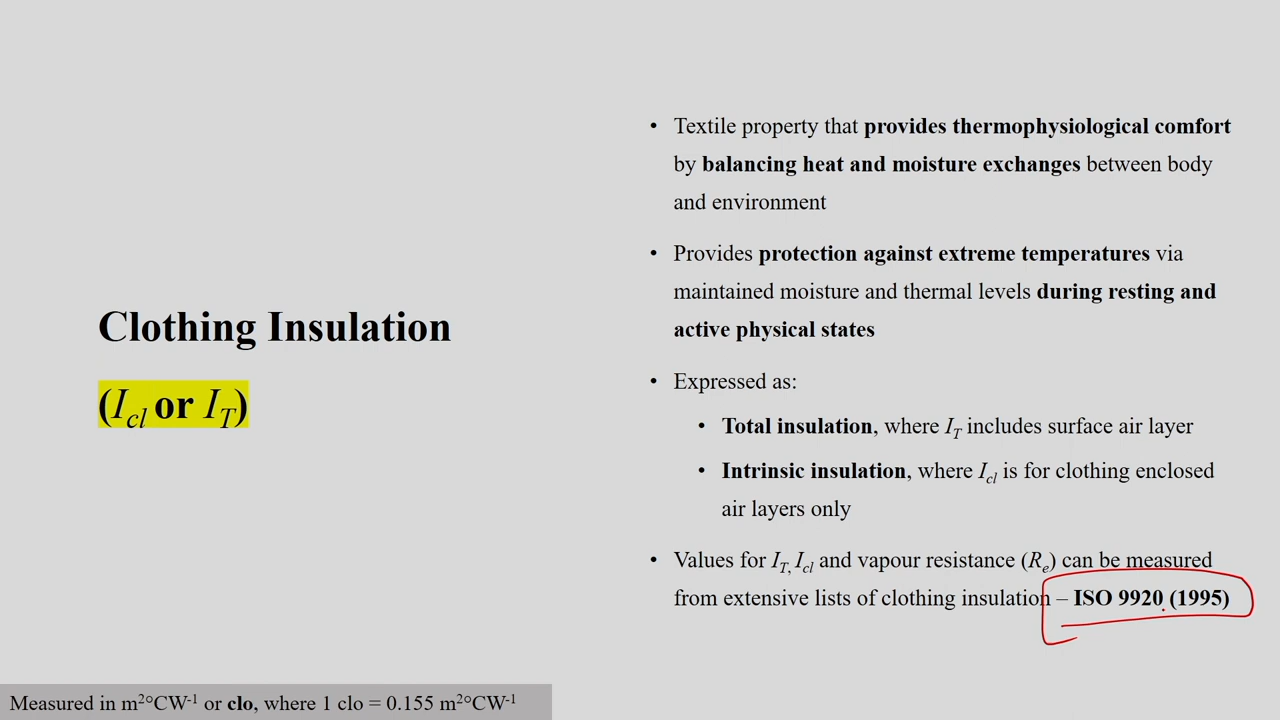 Clothing Insulation
(Icl or IT)
• Textile property that provides thermophysiological comfort
by balancing heat and moisture exchanges between body
and environment
• Provides protection against extreme temperatures via
maintained moisture and thermal levels during resting and
active physical states
• Expressed as:
• Total insulation, where IT includes surface air layer
• Intrinsic insulation, where Icl is for clothing enclosed
air layers only
• Values for IT, Icl and vapour resistance (Re) can be measured
from extensive lists of clothing insulation – ISO 9920 (1995)
Measured in m²°CW⁻¹ or clo, where 1 clo = 0.155 m²°CW⁻¹